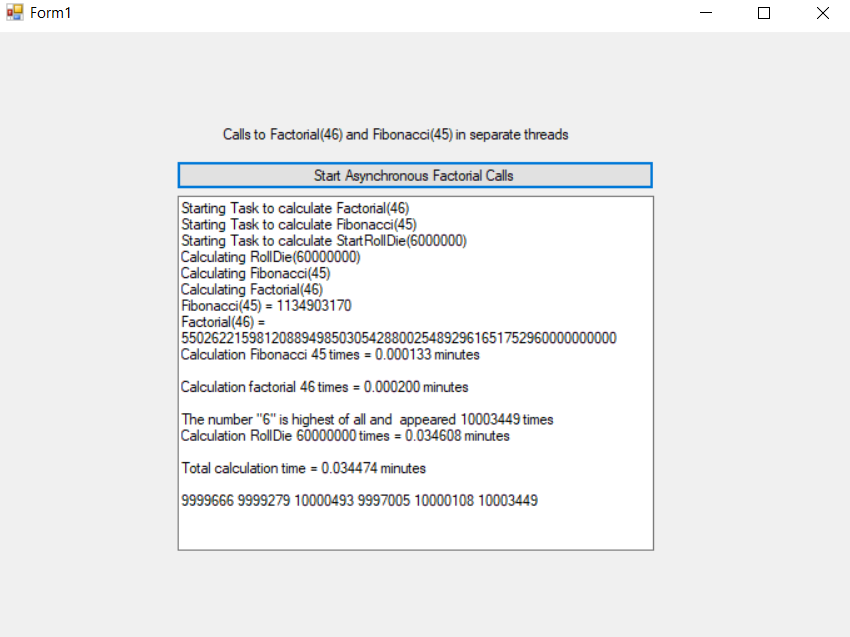 Form1
Calls to Factorial(46) and Fibonacci(45) in separate threads
Start Asynchronous Factorial Calls
Starting Task to calculate Factorial(46)
Starting Task to calculate Fibonacci(45)
Starting Task to calculate StartRollDie(6000000)
Calculating RollDie(60000000)
Calculating Fibonacci(45)
Calculating Factorial(46)
Fibonacci(45) = 1134903170
Factorial(46) =
5502622159812088949850305428800254892961651752960000000000
Calculation Fibonacci 45 times = 0.000133 minutes
Calculation factorial 46 times = 0.000200 minutes
The number "6" is highest of all and  appeared 10003449 times
Calculation RollDie 60000000 times = 0.034608 minutes
Total calculation time = 0.034474 minutes
9999666 9999279 10000493 9997005 10000108 10003449